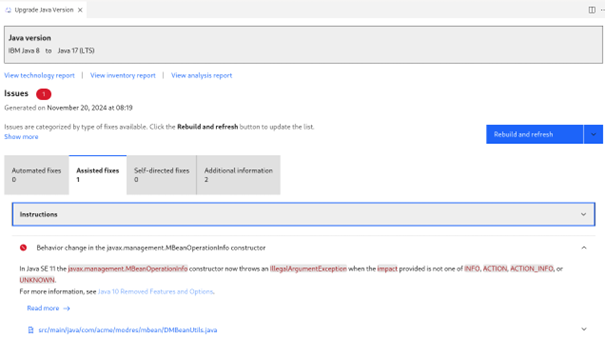 Upgrade Java Version
Java version
IBM Java 8 to Java 17 (LTS)
View technology report | View inventory report | View analysis report
Issues 1
Generated on November 20, 2024 at 08:19
Issues are categorized by type of fixes available. Click the Rebuild and refresh button to update the list.
Show more
Rebuild and refresh
Automated fixes Assisted fixes Self-directed fixes Additional information
0 1 0 2
Instructions
Behavior change in the javax.management.MBeanOperationInfo constructor
In Java SE 11 the javax.management.MBeanOperationInfo constructor now throws an IllegalArgumentException when the impact provided is not one of INFO, ACTION, ACTION_INFO, or
UNKNOWN.
For more information, see Java 10 Removed Features and Options.
Read more
src/main/java/com/acme/modres/mbean/DMBeanUtils.java